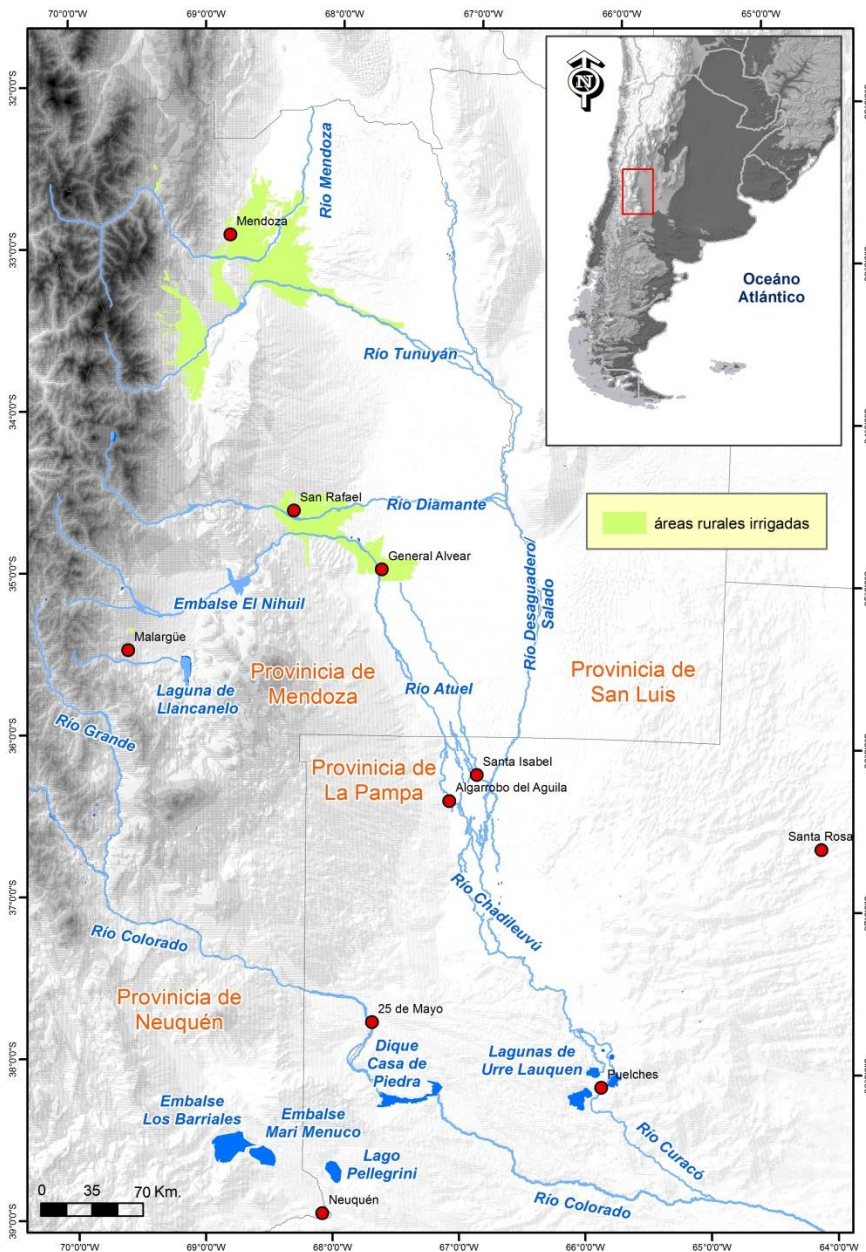 70°0'0"W
69°0'0"W
68°0'0"W
67°0'0"W
66°0'0"W
65°0'0"W
32°0'0"S
33°0'0"S
34°0'0"S
35°0'0"S
36°0'0"S
37°0'0"S
38°0'0"S
39°0'0"S
N
Oceáno
Atlántico
Río Mendoza
Mendoza
Río Tunuyán
San Rafael
Río Diamante
áreas rurales irrigadas
General Alvear
Embalse El Nihuil
Río Desaguadero/
Salado
Malargüe
Laguna de
Llancanelo
Provinicia de
Mendoza
Río Atuel
Provinicia de
San Luis
Río Grande
Provinicia de
La Pampa
Santa Isabel
Algarrobo del Aguila
Santa Rosa
Río Chadileuvú
Río Colorado
Provinicia de
Neuquén
25 de Mayo
Dique
Casa de
Piedra
Lagunas de
Urre Lauquen
Puelches
Embalse
Los Barriales
Embalse
Mari Menuco
Lago
Pellegrini
Río Curacó
Río Colorado
Neuquén
0 35 70 Km.
70°0'0"W
69°0'0"W
68°0'0"W
67°0'0"W
66°0'0"W
65°0'0"W
64°0'0"W